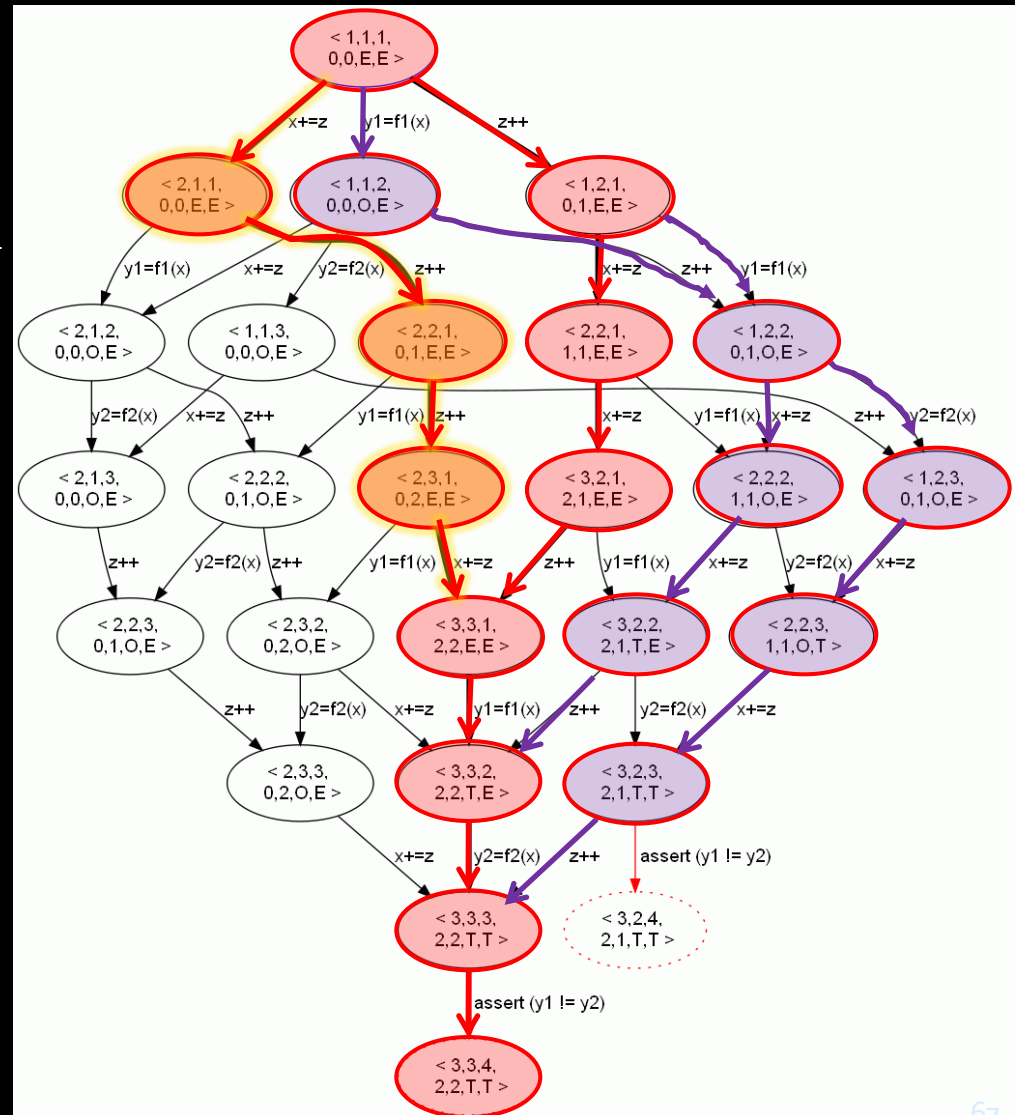 < 1,1,1,
0,0,E,E >
x+=z
y1=f1(x)
z++
< 2,1,1,
0,0,E,E >
< 1,1,2,
0,0,O,E >
< 1,2,1,
0,1,E,E >
y1=f1(x)
x+=z
y2=f2(x)
z++
x+=z
z++
y1=f1(x)
< 2,1,2,
0,0,O,E >
< 1,1,3,
0,0,O,E >
< 2,2,1,
0,1,E,E >
< 2,2,1,
1,1,E,E >
< 1,2,2,
0,1,O,E >
y2=f2(x)
x+=z
z++
y1=f1(x)
z++
x+=z
y1=f1(x)
x+=z
z++
y2=f2(x)
< 2,1,3,
0,0,O,E >
< 2,2,2,
0,1,O,E >
< 2,3,1,
0,2,E,E >
< 3,2,1,
2,1,E,E >
< 2,2,2,
1,1,O,E >
< 1,2,3,
0,1,O,E >
z++
y2=f2(x)
z++
y1=f1(x)
x+=z
z++
y1=f1(x)
x+=z
y2=f2(x)
x+=z
< 2,2,3,
0,1,O,E >
< 2,3,2,
0,2,O,E >
< 3,3,1,
2,2,E,E >
< 3,2,2,
2,1,T,E >
< 2,2,3,
1,1,O,T >
z++
y2=f2(x)
x+=z
y1=f1(x)
z++
y2=f2(x)
x+=z
< 2,3,3,
0,2,O,E >
< 3,3,2,
2,2,T,E >
< 3,2,3,
2,1,T,T >
x+=z
y2=f2(x)
z++
assert (y1 != y2)
< 3,3,3,
2,2,T,T >
< 3,2,4,
2,1,T,T >
assert (y1 != y2)
< 3,3,4,
2,2,T,T >
67